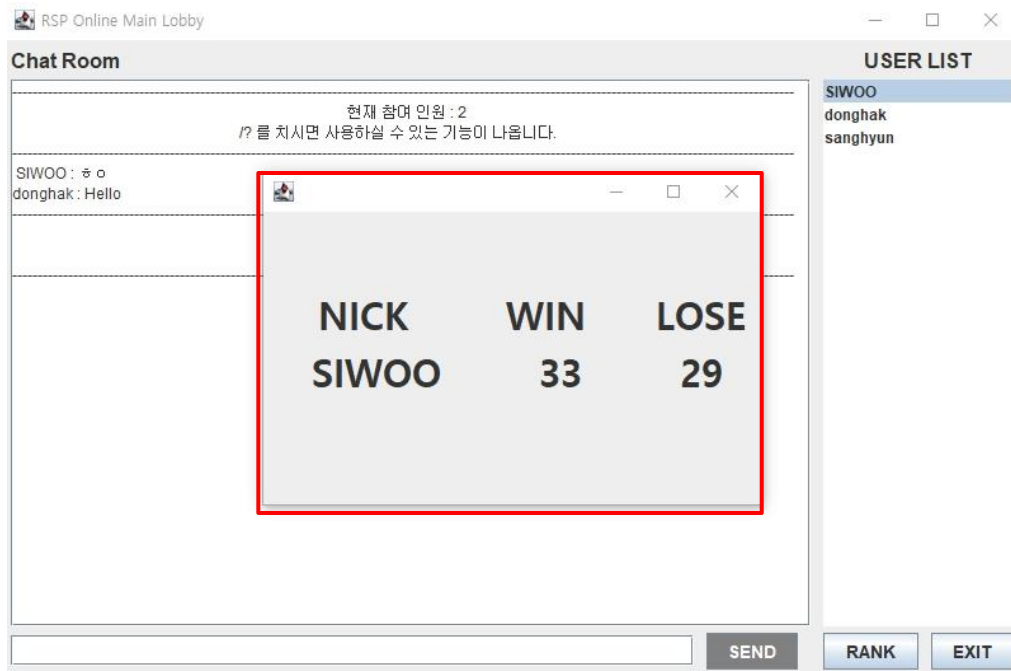 RSP Online Main Lobby
Chat Room
USER LIST
현재 참여 인원 : 2
/? 를 치시면 사용하실 수 있는 기능이 나옵니다.
SIWOO : ㅎㅇ
donghak : Hello
SIWOO
donghak
sanghyun
NICK WIN LOSE
SIWOO 33 29
SEND
RANK
EXIT